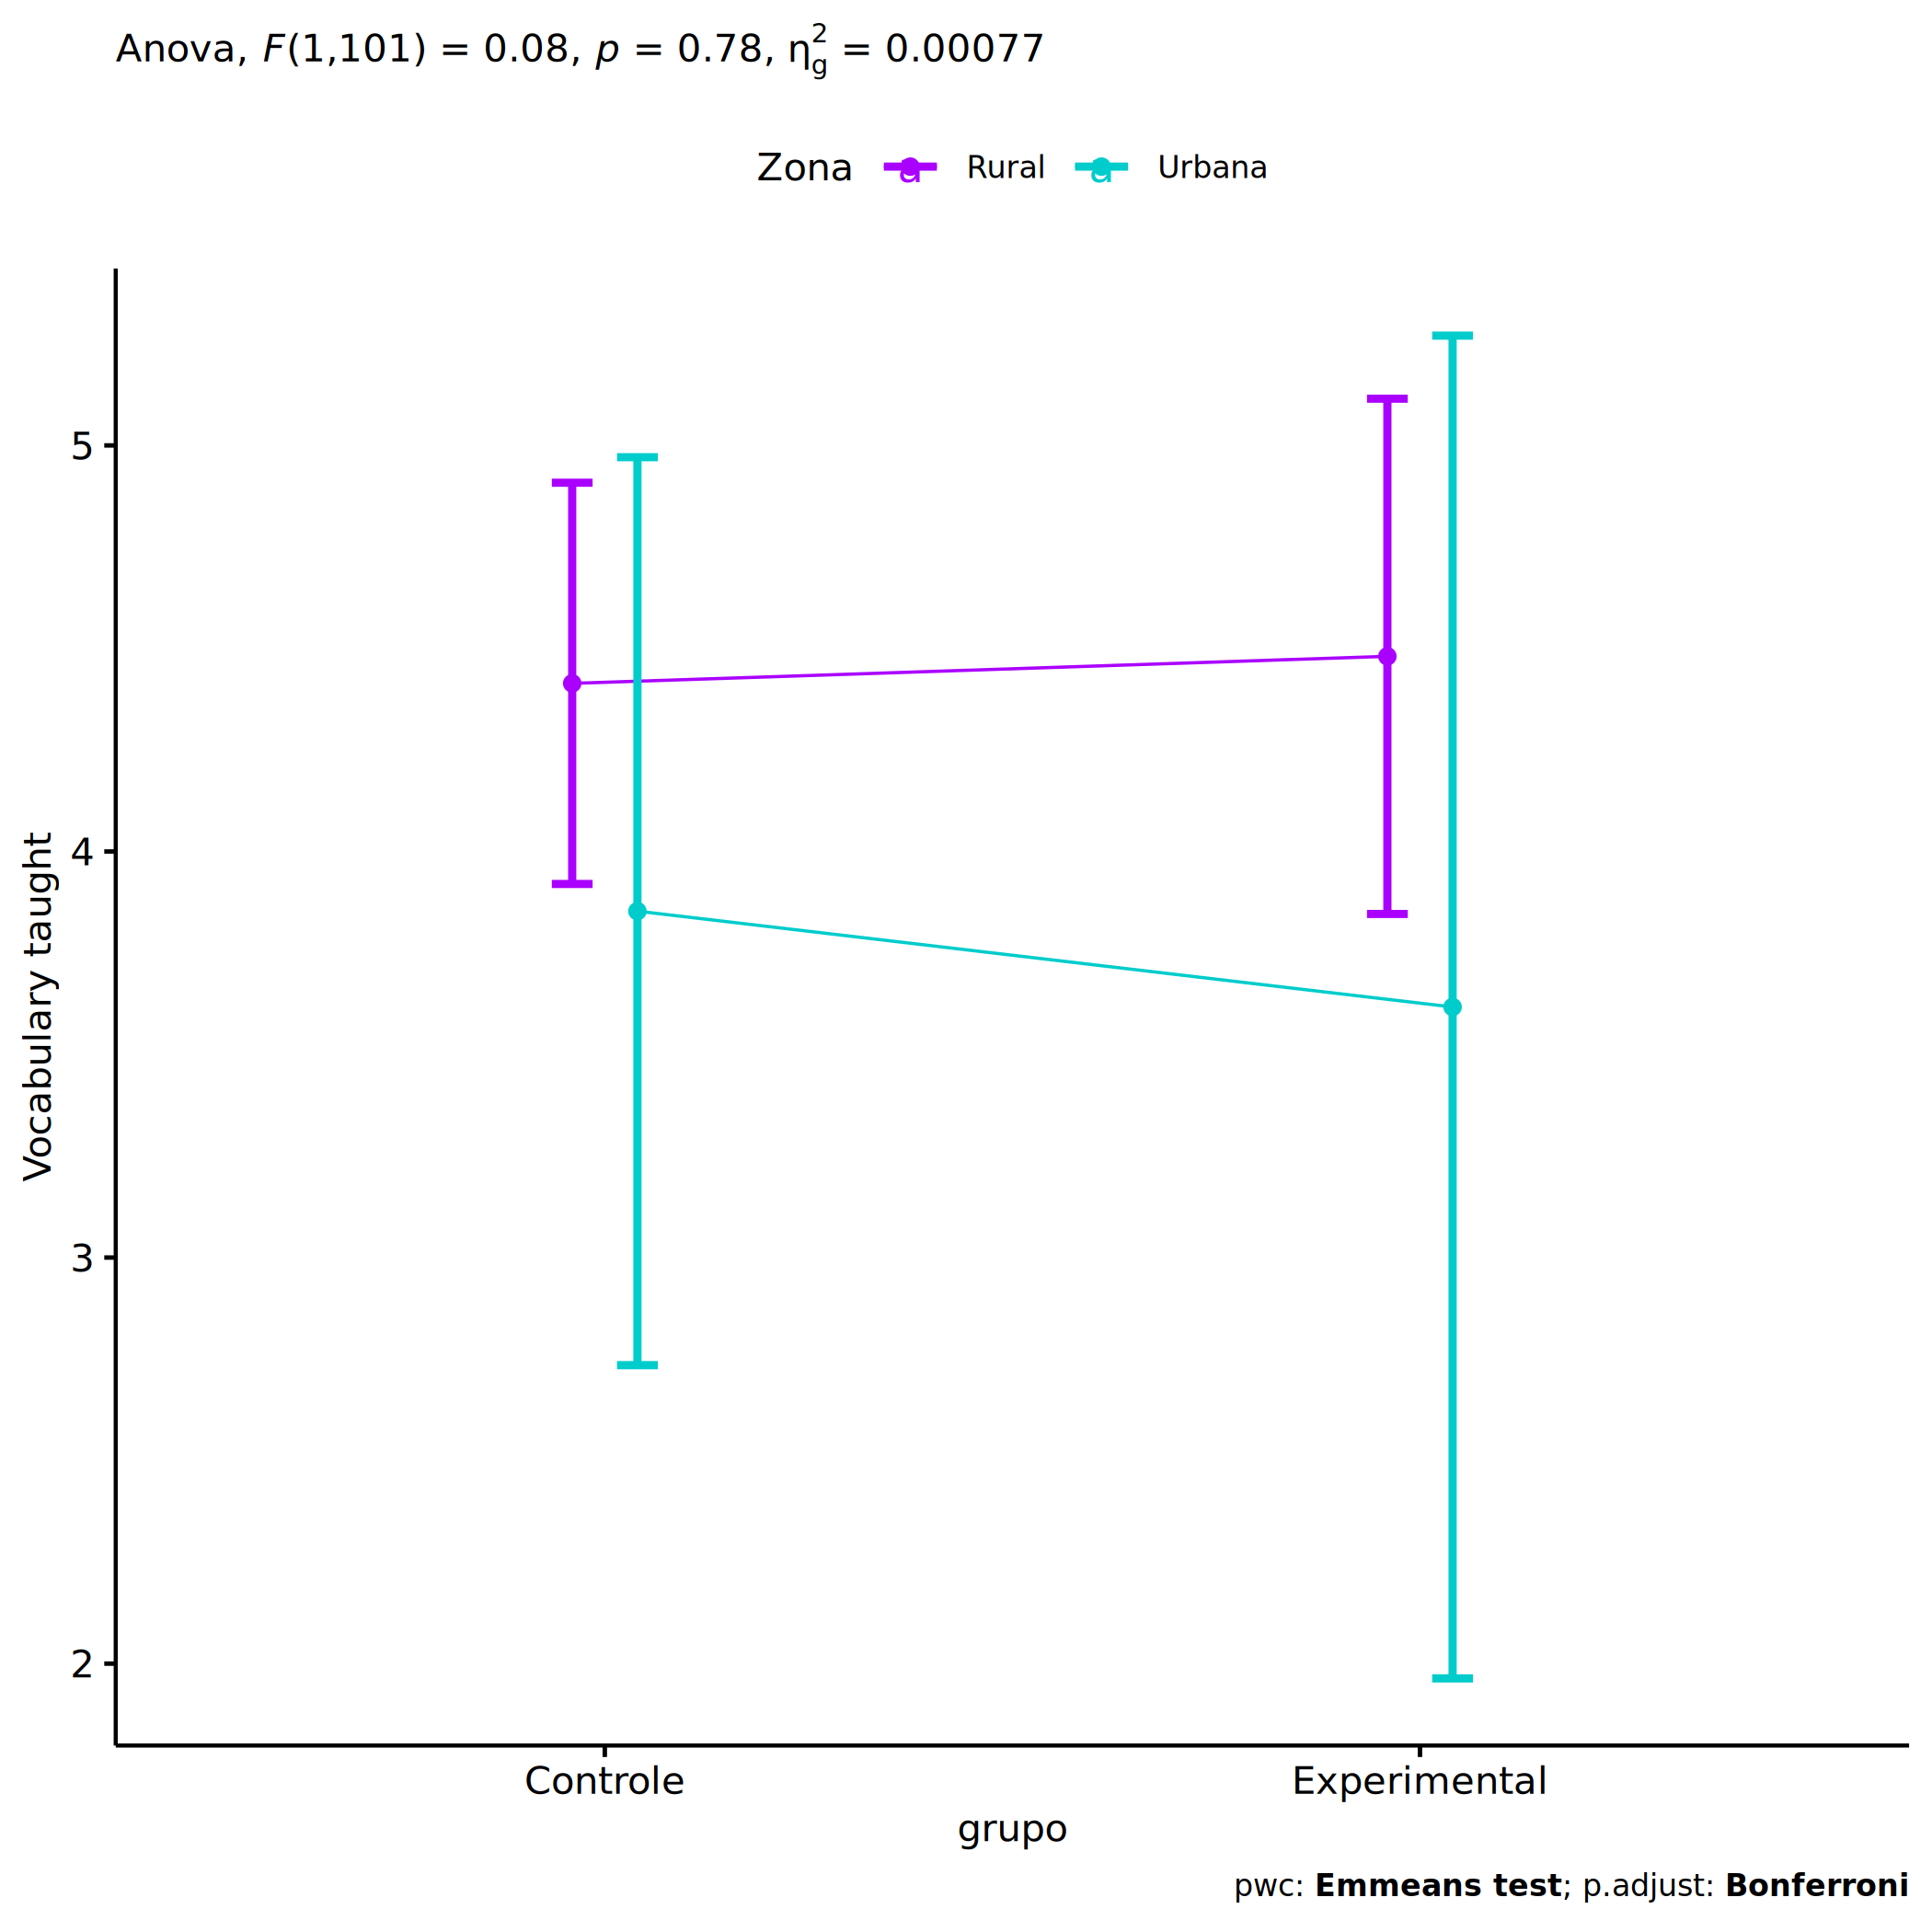 Anova, F(1,101) = 0.08, p = 0.78, η²g = 0.00077
Zona Rural Urbana
5
4
3
2
Vocabulary taught
Controle Experimental
grupo
pwc: Emmeans test; p.adjust: Bonferroni